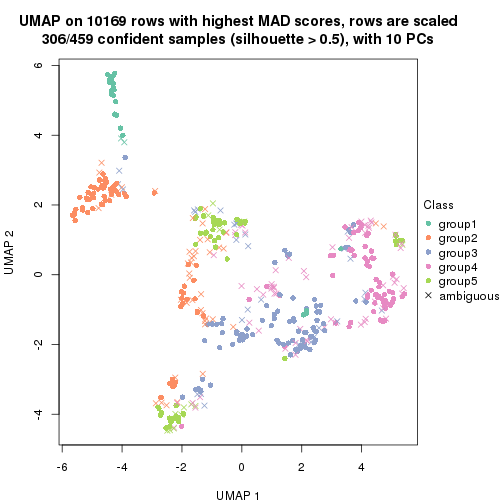 UMAP on 10169 rows with highest MAD scores, rows are scaled
306/459 confident samples (silhouette > 0.5), with 10 PCs
6
4
2
0
-2
-4
UMAP 2
-6
-4
-2
0
2
4
UMAP 1
Class
group1
group2
group3
group4
group5
ambiguous